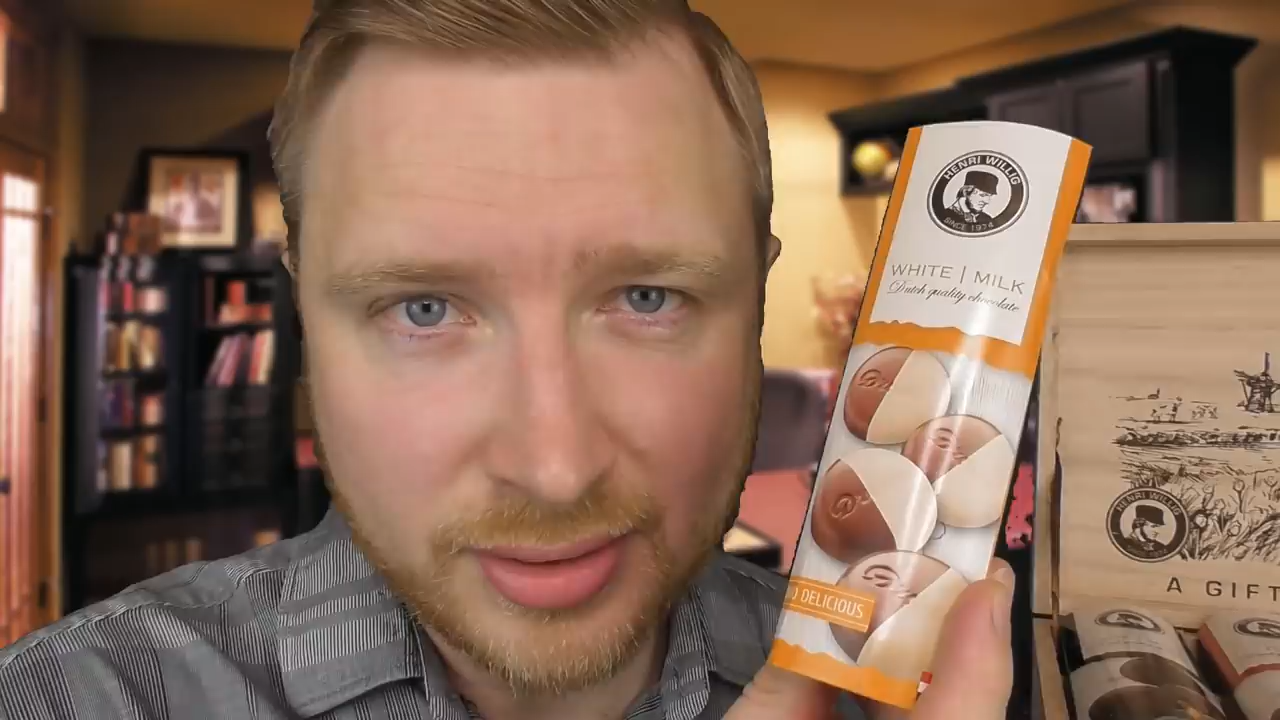 HENRI WILLIG
SINCE 1974
WHITE | MILK
Dutch quality chocolate
O DELICIOUS
HENRI WILLIG
A GIFT